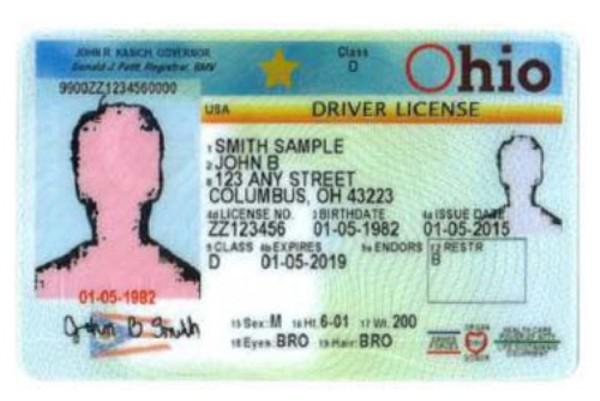 JOHN R. KASICH, GOVERNOR
Donald J. Petit, Registrar, BMV
Class
D
Ohio
9900ZZ1234560000
USA
DRIVER LICENSE
1 SMITH SAMPLE
2 JOHN B
8 123 ANY STREET
COLUMBUS, OH 43223
4d LICENSE NO. 3 BIRTHDATE 4a ISSUE DATE
ZZ123456 01-05-1982 01-05-2015
9 CLASS 4b EXPIRES 9a ENDORS 12 RESTR
D 01-05-2019 B
01-05-1982
John B Smith
15 Sex: M 16 Ht. 6-01 17 Wt. 200
18 Eyes: BRO 19 Hair: BRO
ORGAN
DONOR